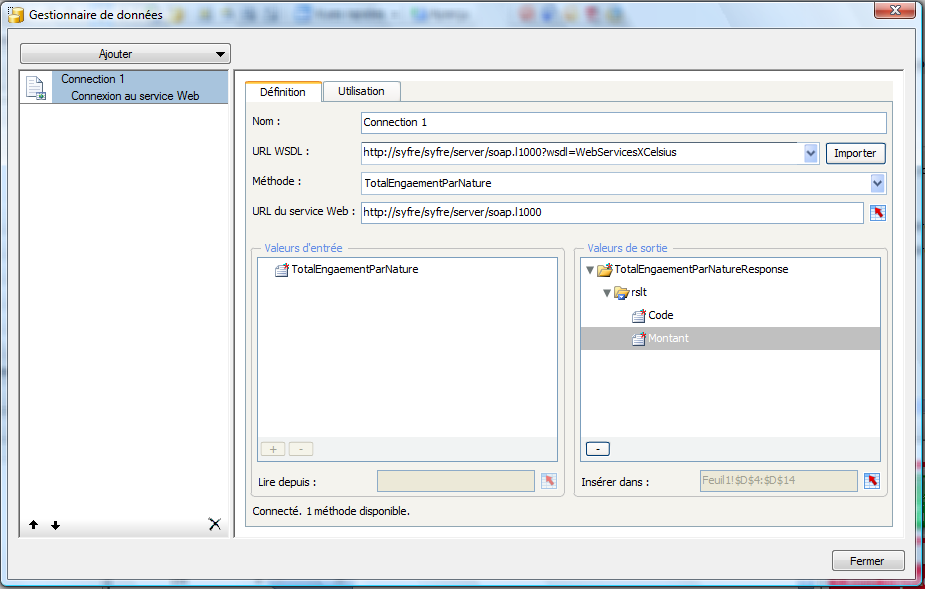 Gestionnaire de données
Ajouter
Connection 1
Connexion au service Web
Définition
Utilisation
Nom :
Connection 1
URL WSDL :
http://syfre/syfre/server/soap.l1000?wsdl=WebServicesXCelsius
Importer
Méthode :
TotalEngaementParNature
URL du service Web :
http://syfre/syfre/server/soap.l1000
Valeurs d'entrée
TotalEngaementParNature
+ -
Lire depuis :
Valeurs de sortie
TotalEngaementParNatureResponse
rslt
Code
Montant
-
Insérer dans :
Feuil1!$D$4:$D$14
Connecté. 1 méthode disponible.
Fermer